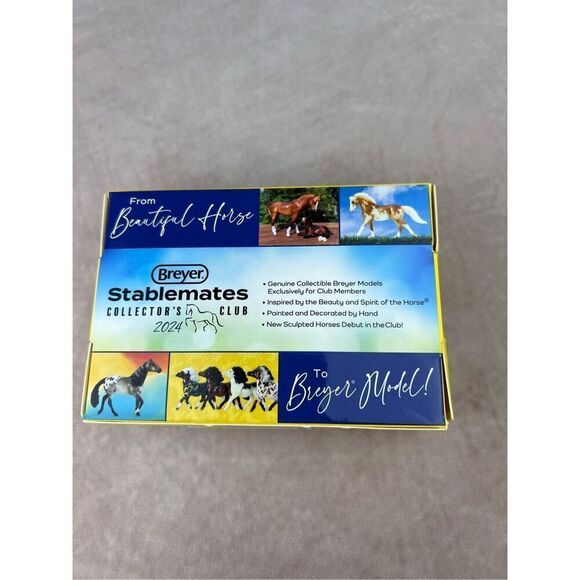 From
Beautiful Horse
Breyer®
Stablemates
COLLECTOR'S CLUB
2024
• Genuine Collectible Breyer Models
Exclusively for Club Members
• Inspired by the Beauty and Spirit of the Horse®
• Painted and Decorated by Hand
• New Sculpted Horses Debut in the Club!
To
Breyer® Model!